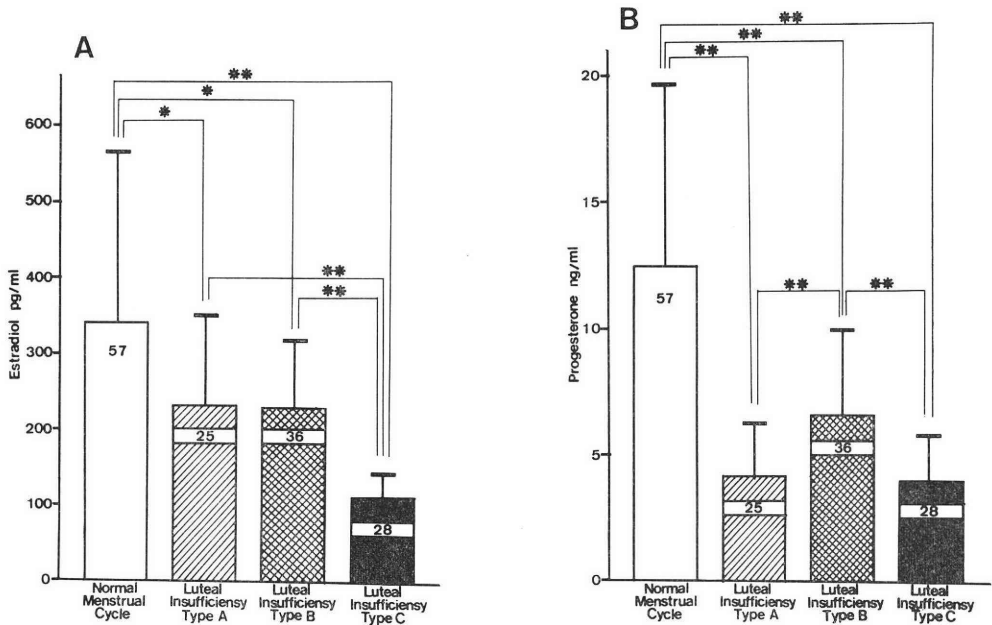 A
**
*
*
**
**
600
500
400
300
200
100
0
Estradiol pg/ml
57
25
36
28
Normal
Menstrual
Cycle
Luteal
Insufficiensy
Type A
Luteal
Insufficiensy
Type B
Luteal
Insufficiensy
Type C
B
**
**
**
**
**
20
15
10
5
0
Progesterone ng/ml
57
25
36
28
Normal
Menstrual
Cycle
Luteal
Insufficiensy
Type A
Luteal
Insufficiensy
Type B
Luteal
Insufficiensy
Type C